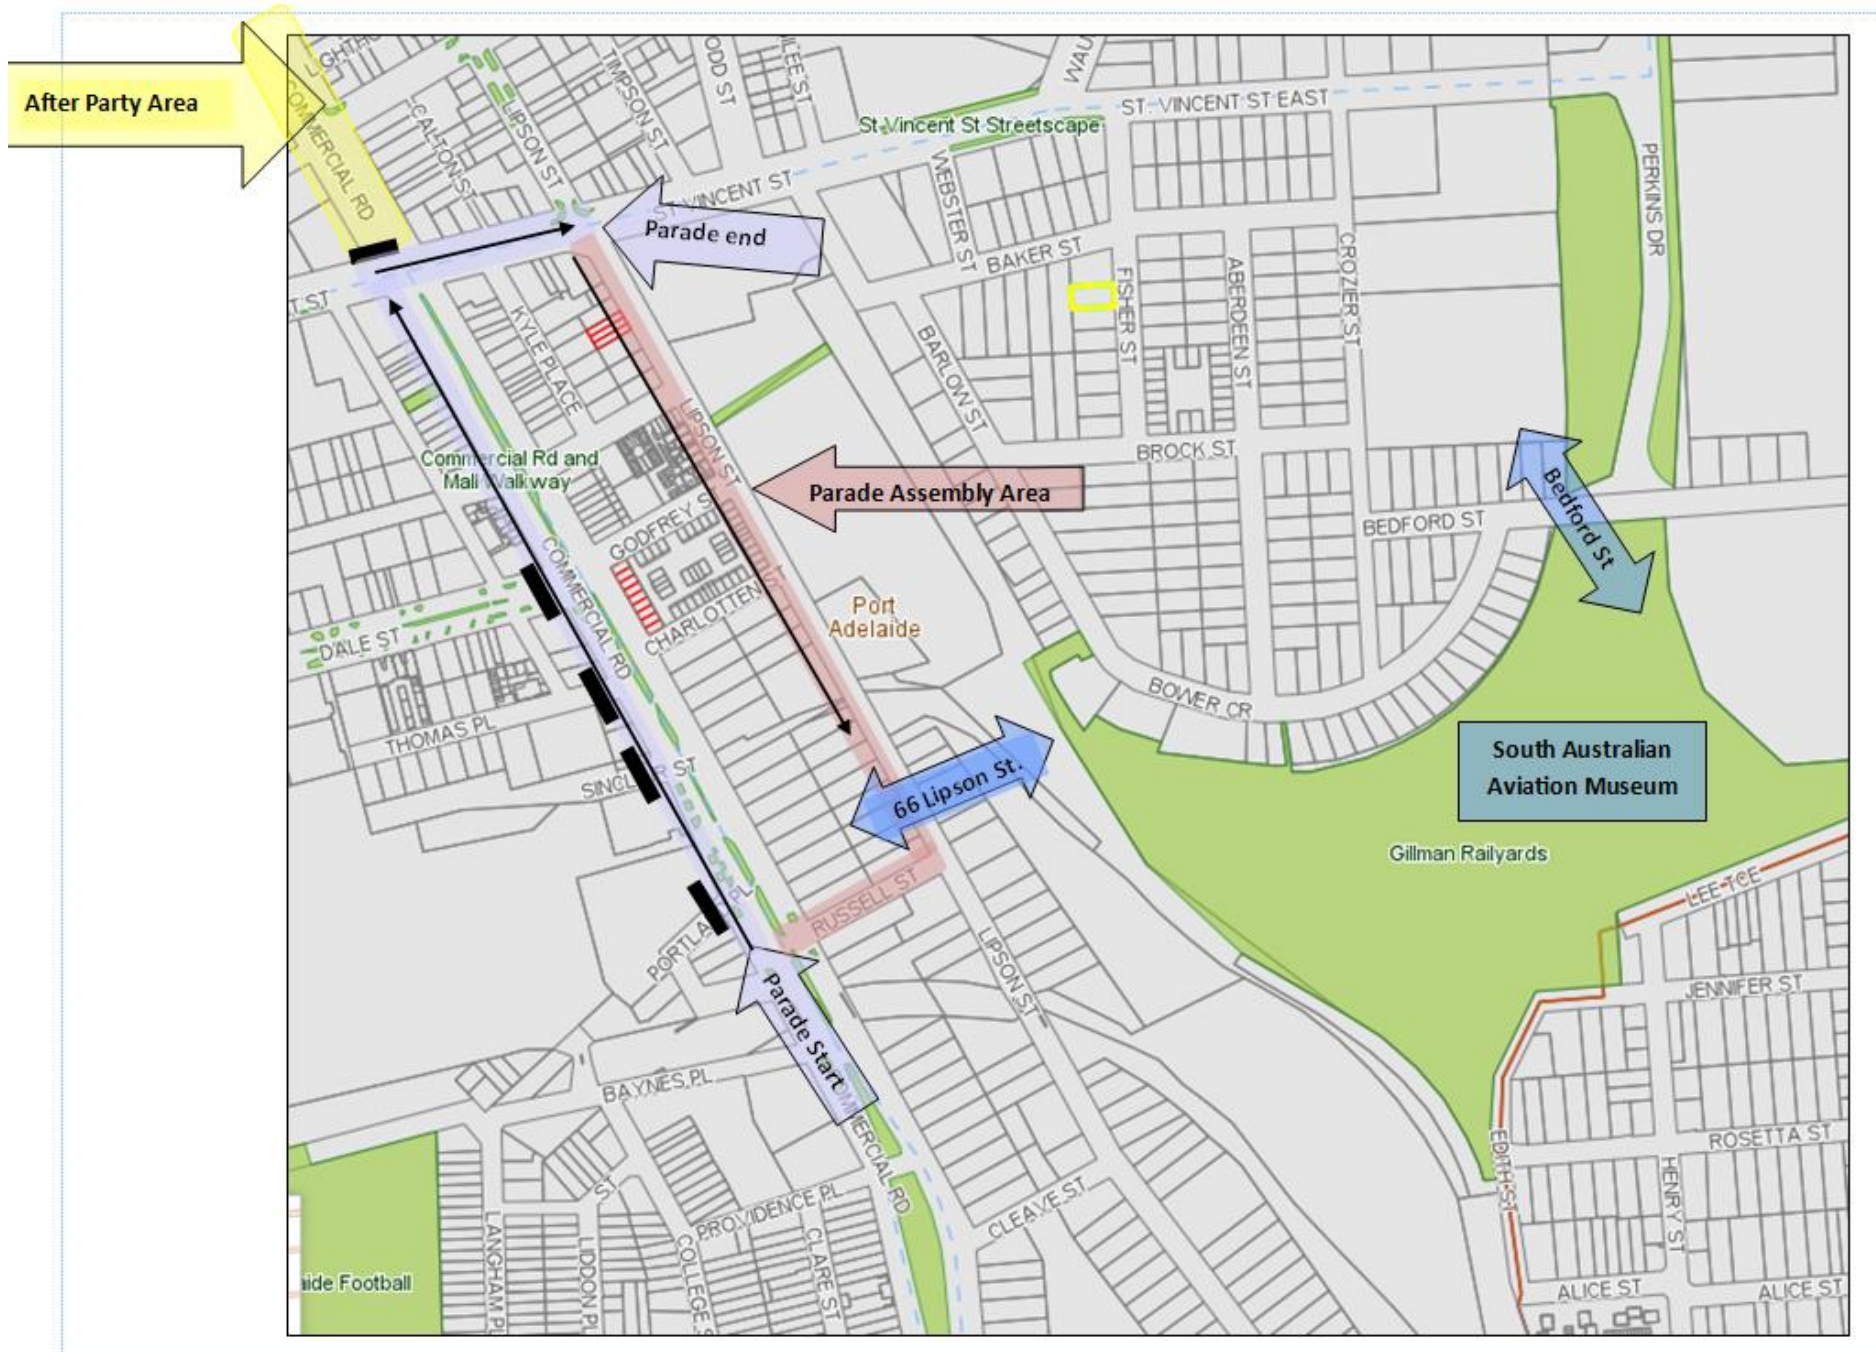 After Party Area
COMMERCIAL RD
CALTON ST
LIPSON ST
TIMPSON ST
ST VINCENT ST
St Vincent St Streetscape
ST VINCENT ST EAST
PERKINS DR
Parade end
WEBSTER ST
BAKER ST
FISHER ST
ABERDEEN ST
CROZIER ST
KYLE PLACE
BARLOW ST
LIPSON ST
Commercial Rd and
Mall Walkway
BROCK ST
Parade Assembly Area
GODFREY S
BEDFORD ST
Bedford St
COMMERCIAL RD
CHARLOTTEN
Port
Adelaide
DALE ST
BOWER CR
THOMAS PL
ST
66 Lipson St.
South Australian
Aviation Museum
Gillman Railyards
LEE TCE
RUSSELL ST
LIPSON ST
JENNIFER ST
Parade Start
BAYNES PL
COMMERCIAL RD
EDITH ST
ROSETTA ST
HENRY ST
ST
PROVIDENCE PL
CLEAVE ST
LANGHAM PL
LIDDON PL
COLLEGE S
CLARE ST
aide Football
ALICE ST
ALICE ST